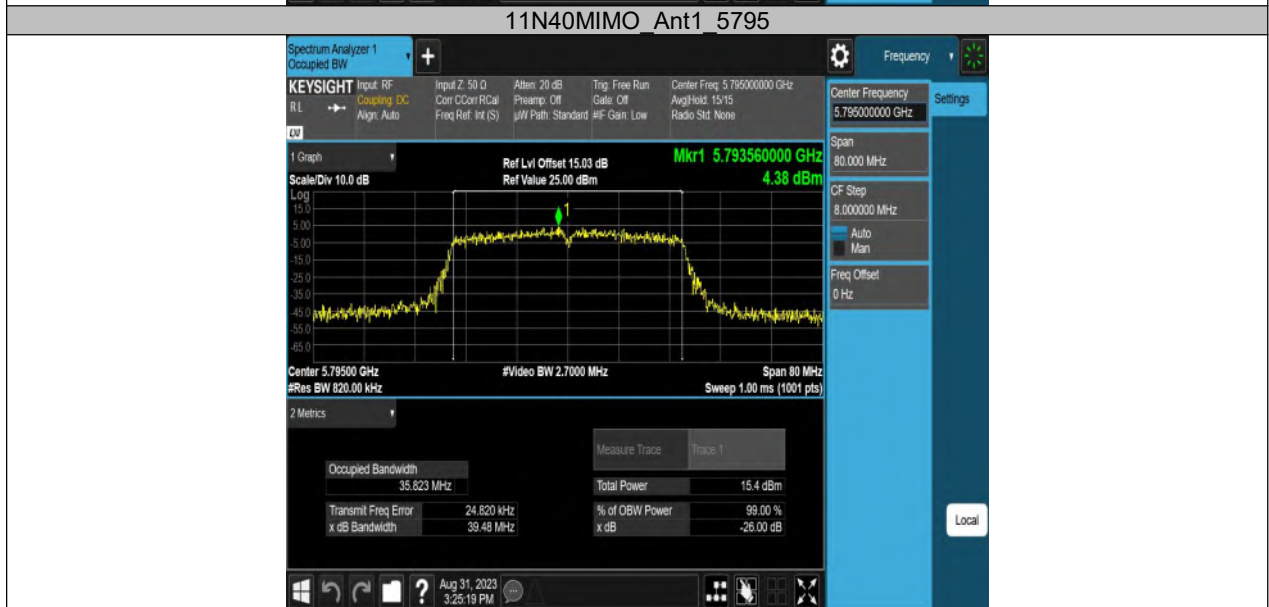 11N40MIMO_Ant1_5795
Spectrum Analyzer 1
Occupied BW
+
Frequency
KEYSIGHT
R L
LXI
Input: RF
Coupling: DC
Align: Auto
Input Z: 50 Ω
Corr CCorr RCal
Freq Ref: Int (S)
Atten: 20 dB
Preamp: Off
µW Path: Standard
Trig: Free Run
Gate: Off
#IF Gain: Low
Center Freq: 5.795000000 GHz
Avg|Hold: 15/15
Radio Std: None
Center Frequency
5.795000000 GHz
Settings
Span
80.000 MHz
CF Step
8.000000 MHz
Auto
Man
Freq Offset
0 Hz
1 Graph
Ref Lvl Offset 15.03 dB
Mkr1 5.793560000 GHz
Scale/Div 10.0 dB
Ref Value 25.00 dBm
4.38 dBm
Log
15.0
5.00
-5.00
-15.0
-25.0
-35.0
-45.0
-55.0
-65.0
1
Center 5.79500 GHz
#Video BW 2.7000 MHz
Span 80 MHz
#Res BW 820.00 kHz
Sweep 1.00 ms (1001 pts)
2 Metrics
Measure Trace
Trace 1
Occupied Bandwidth
35.823 MHz
Total Power
15.4 dBm
Transmit Freq Error
24.820 kHz
% of OBW Power
99.00 %
x dB Bandwidth
39.48 MHz
x dB
-26.00 dB
Local
?
Aug 31, 2023
3:25:19 PM